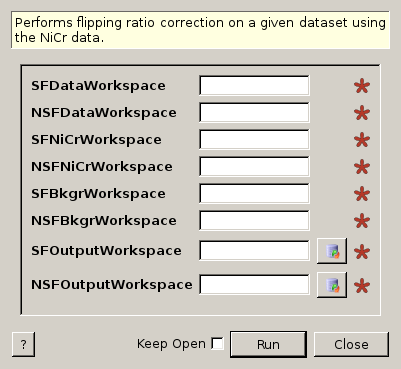 Performs flipping ratio correction on a given dataset using
the NiCr data.
SFDataWorkspace
NSFDataWorkspace
SFNiCrWorkspace
NSFNiCrWorkspace
SFBkgrWorkspace
NSFBkgrWorkspace
SFOutputWorkspace
NSFOutputWorkspace
? Keep Open Run Close